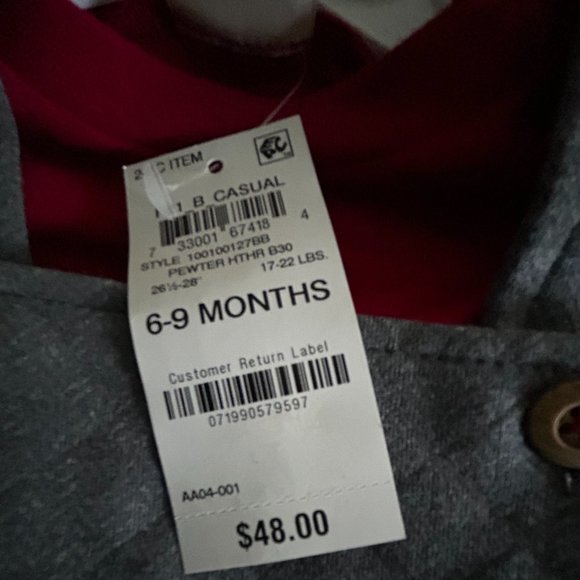 ITEM
B CASUAL
7 33001 67418 4
STYLE 100100127BB
PEWTER HTHR B30
26½-28" 17-22 LBS.
6-9 MONTHS
Customer Return Label
071990579597
AA04-001
$48.00